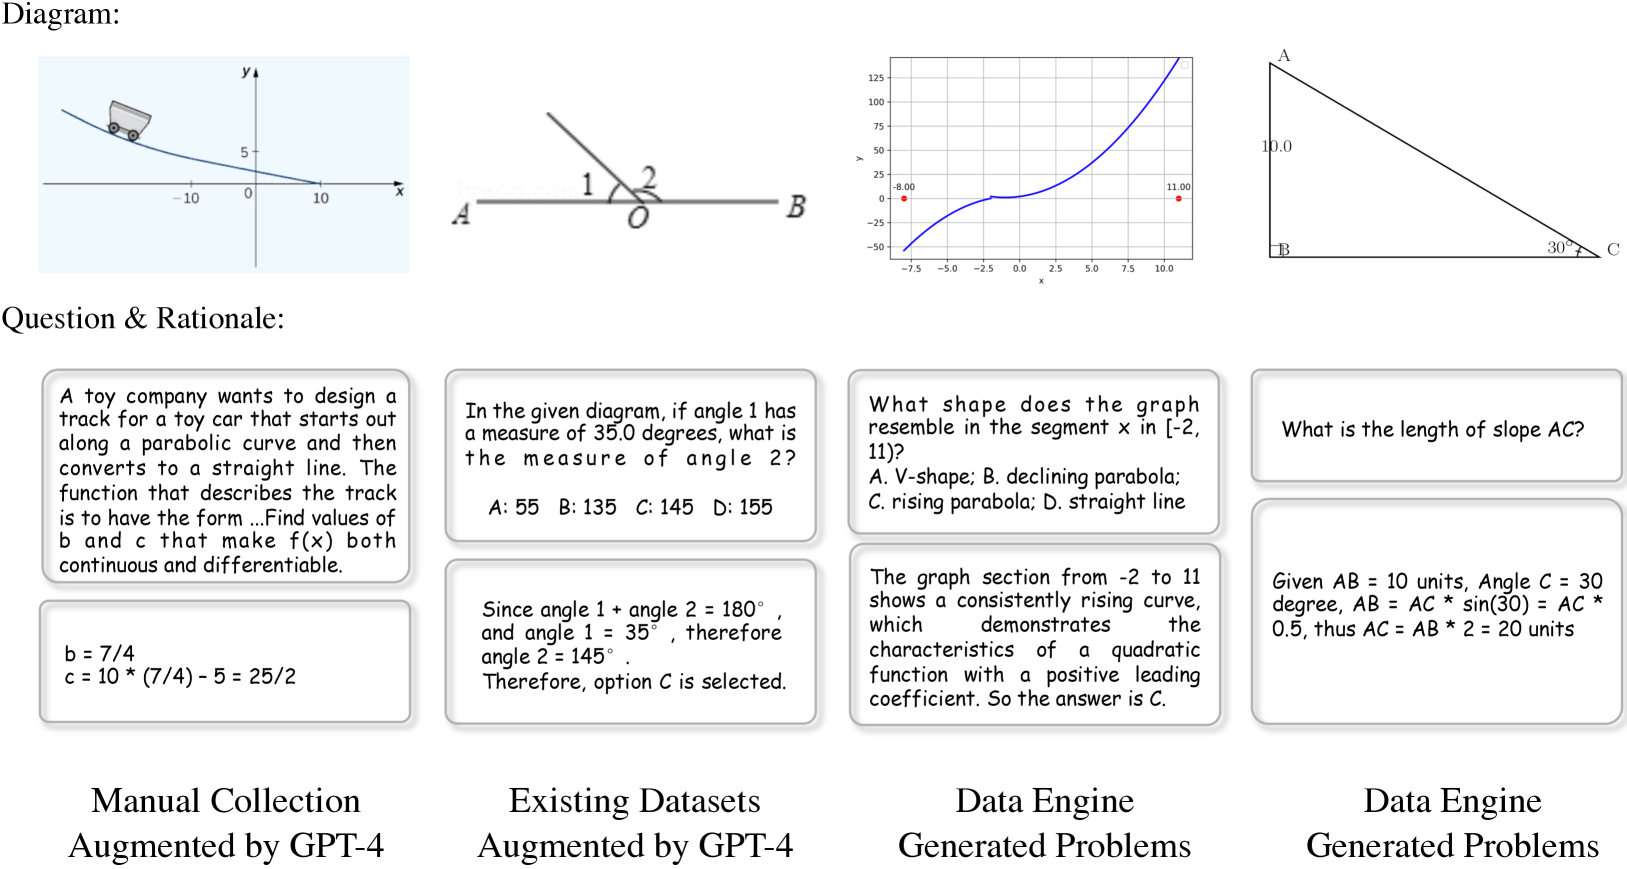 Diagram:
y
5
−10
0
10
x
1
2
A
O
B
125
100
75
50
25
0
−25
−50
y
-8.00
11.00
−7.5 −5.0 −2.5 0.0 2.5 5.0 7.5 10.0
x
A
10.0
B
30°
C
Question & Rationale:
A toy company wants to design a
track for a toy car that starts out
along a parabolic curve and then
converts to a straight line. The
function that describes the track
is to have the form ...Find values of
b and c that make f(x) both
continuous and differentiable.
b = 7/4
c = 10 * (7/4) – 5 = 25/2
In the given diagram, if angle 1 has
a measure of 35.0 degrees, what is
the measure of angle 2?
A: 55 B: 135 C: 145 D: 155
Since angle 1 + angle 2 = 180° ,
and angle 1 = 35° , therefore
angle 2 = 145° .
Therefore, option C is selected.
What shape does the graph
resemble in the segment x in [-2,
11)?
A. V-shape; B. declining parabola;
C. rising parabola; D. straight line
The graph section from -2 to 11
shows a consistently rising curve,
which demonstrates the
characteristics of a quadratic
function with a positive leading
coefficient. So the answer is C.
What is the length of slope AC?
Given AB = 10 units, Angle C = 30
degree, AB = AC * sin(30) = AC *
0.5, thus AC = AB * 2 = 20 units
Manual Collection
Augmented by GPT-4
Existing Datasets
Augmented by GPT-4
Data Engine
Generated Problems
Data Engine
Generated Problems